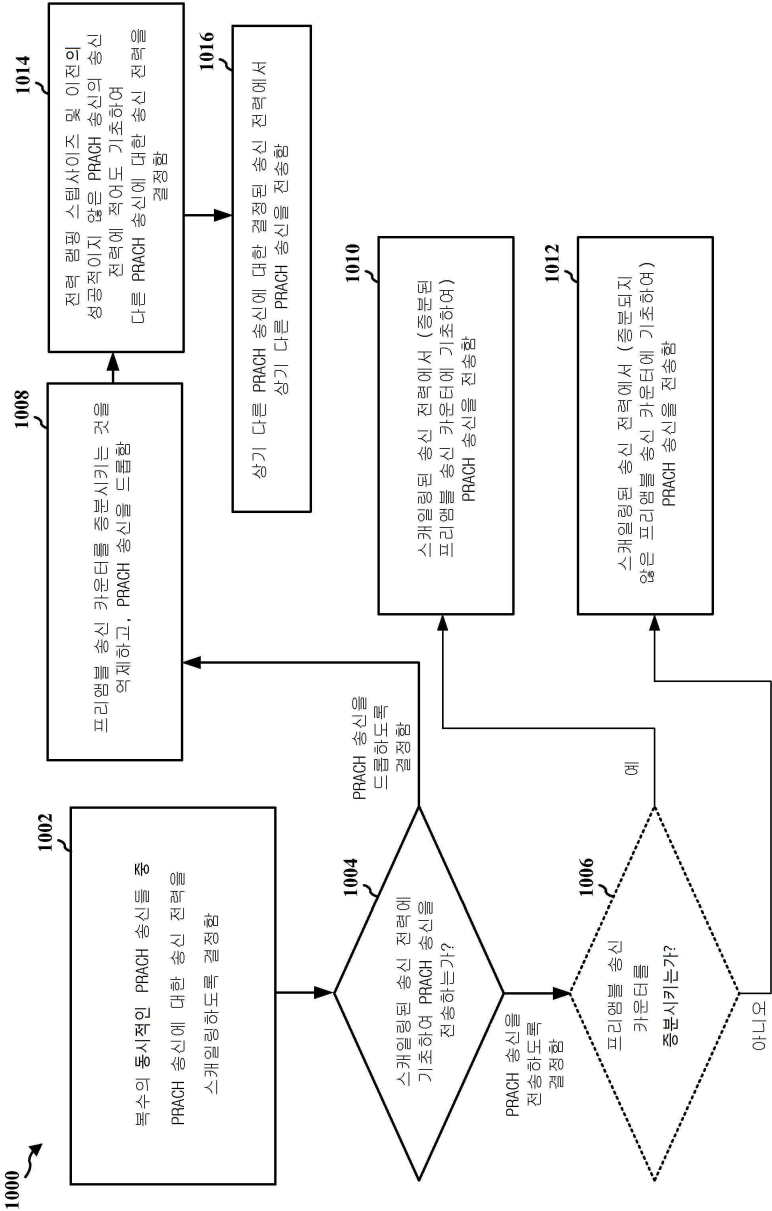 1000
1002
복수의 동시적인 PRACH 송신들 중
PRACH 송신에 대한 송신 전력을
스캐일링하도록 결정함
1004
스캐일링된 송신 전력에
기초하여 PRACH 송신을
전송하는가?
PRACH 송신을
드롭하도록
결정함
PRACH 송신을
전송하도록
결정함
1006
프리앰블 송신
카운터를
증분시키는가?
예
아니오
1008
프리앰블 송신 카운터를 증분시키는 것을
억제하고, PRACH 송신을 드롭함
1010
스캐일링된 송신 전력에서 (증분된
프리앰블 송신 카운터에 기초하여)
PRACH 송신을 전송함
1012
스캐일링된 송신 전력에서 (증분되지
않은 프리앰블 송신 카운터에 기초하여)
PRACH 송신을 전송함
1014
전력 램핑 스텝사이즈 및 이전의
성공적이지 않은 PRACH 송신의 송신
전력에 적어도 기초하여
다른 PRACH 송신에 대한 송신 전력을
결정함
1016
상기 다른 PRACH 송신에 대한 결정된 송신 전력에서
상기 다른 PRACH 송신을 전송함